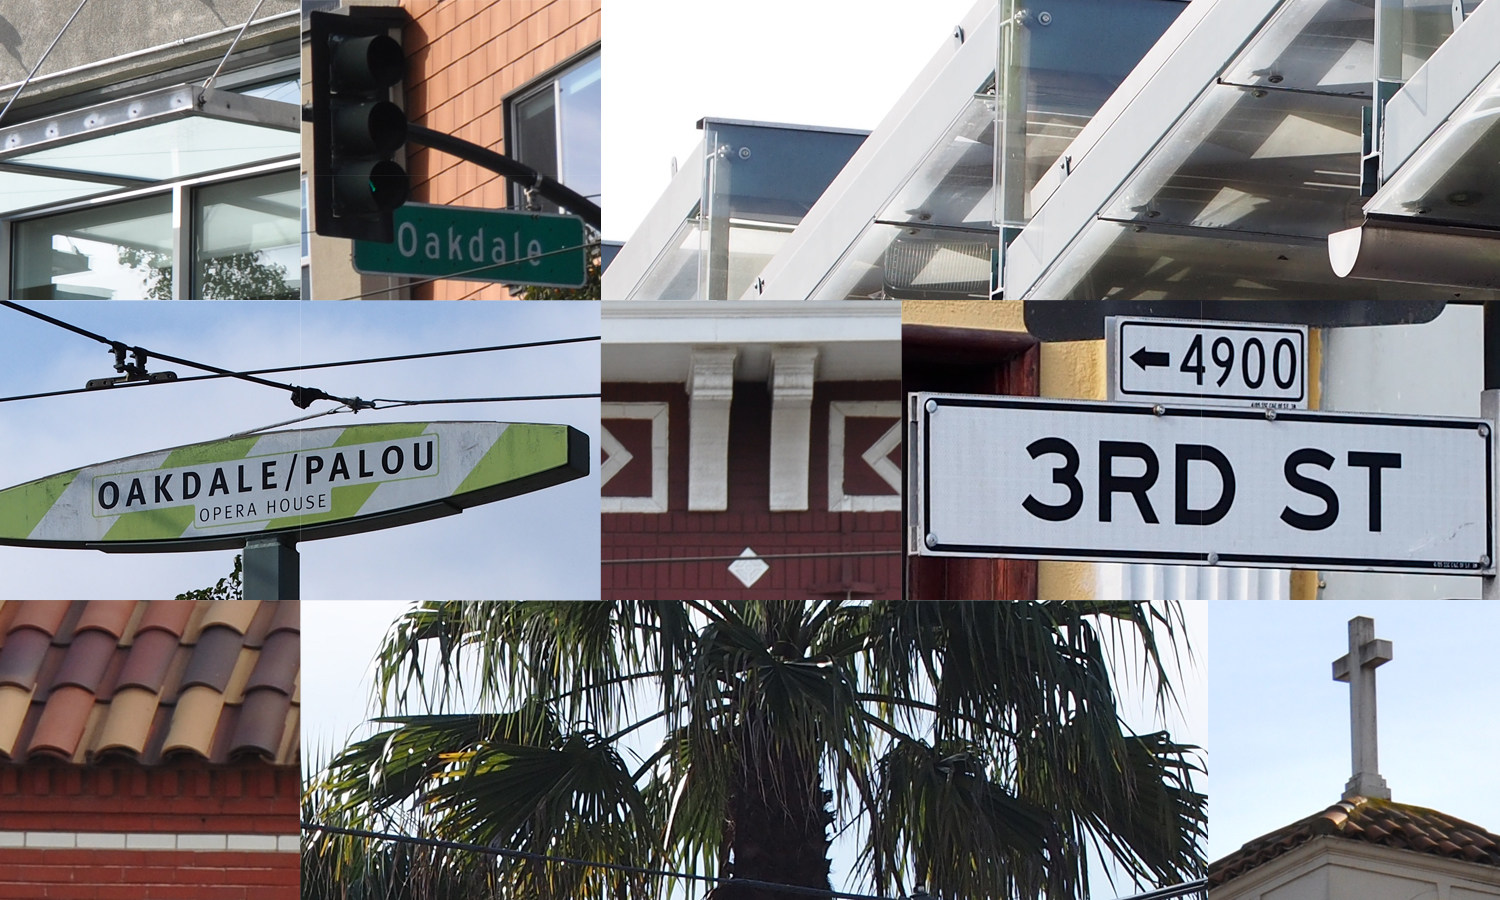 Oakdale
OAKDALE/PALOU
OPERA HOUSE
← 4900
3RD ST